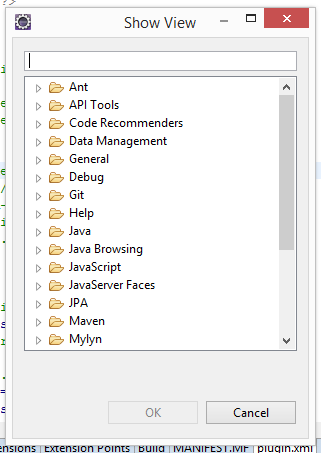 ?>
Show View
Ant
API Tools
Code Recommenders
Data Management
General
Debug
Git
Help
Java
Java Browsing
JavaScript
JavaServer Faces
JPA
Maven
Mylyn
OK
Cancel
Extension Points
Build
MANIFEST.MF
plugin.xml